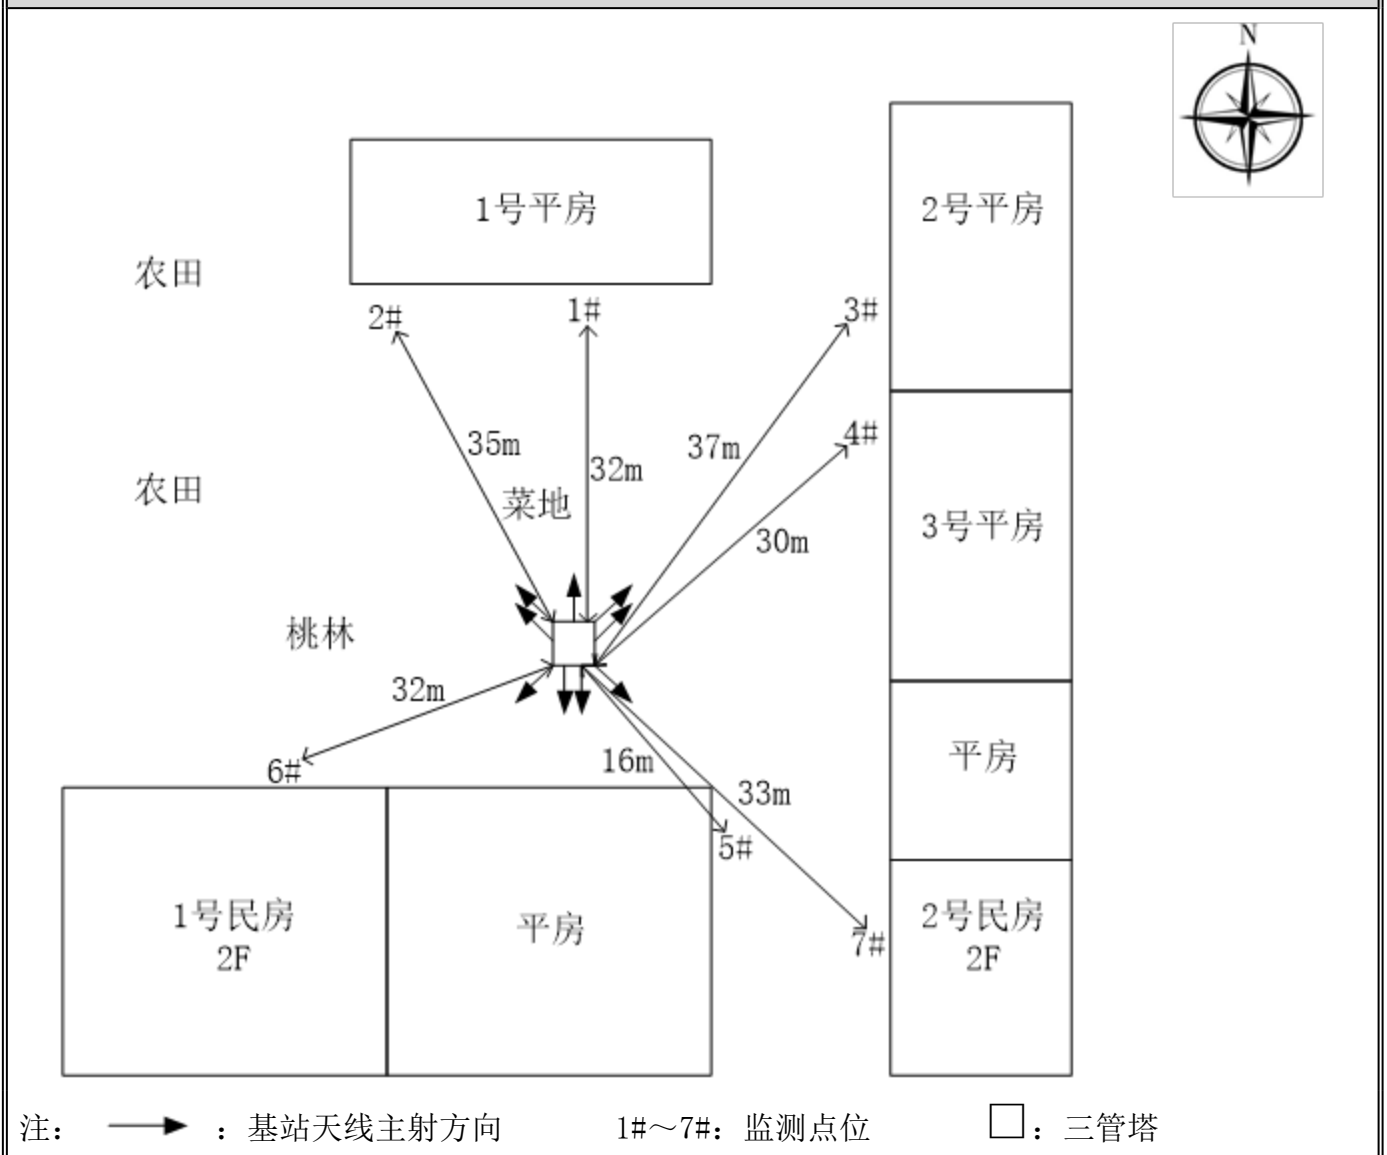 N
1号平房
2号平房
农田
2#
1#
3#
35m
32m
37m
4#
农田
菜地
30m
3号平房
桃林
32m
6#
16m
33m
平房
5#
1号民房
2F
平房
7#
2号民房
2F
注： ：基站天线主射方向 1#～7#：监测点位 ：三管塔